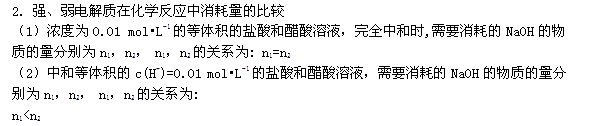 2. 强、弱电解质在化学反应中消耗量的比较
（1）浓度为0.01 mol•L⁻¹的等体积的盐酸和醋酸溶液，完全中和时,需要消耗的NaOH的物
质的量分别为n₁，n₂， n₁，n₂的关系为: n₁=n₂
（2）中和等体积的c(H⁺)=0.01 mol•L⁻¹的盐酸和醋酸溶液，需要消耗的NaOH的物质的量分
别为n₁，n₂， n₁，n₂的关系为:
n₁<n₂